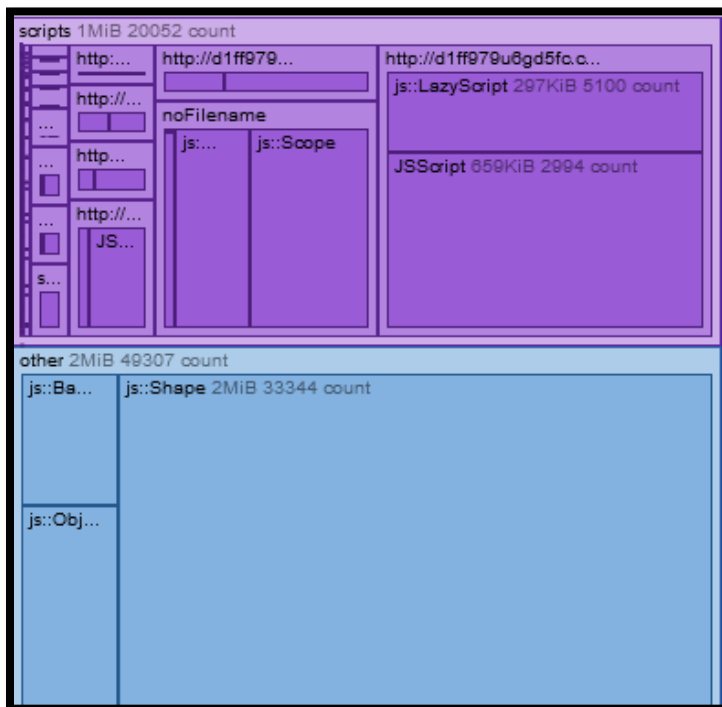 scripts 1MiB 20052 count
http:...
http://d1ff979...
http://d1ff979u6gd5fc.c...
js::LazyScript 297KiB 5100 count
http://...
noFilename
...
js:...
js::Scope
http...
JSScript 659KiB 2994 count
...
http://...
...
JS...
s...
other 2MiB 49307 count
js::Ba...
js::Shape 2MiB 33344 count
js::Obj...